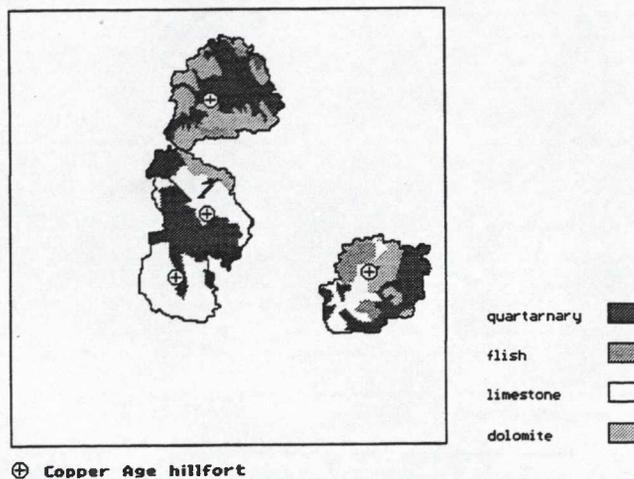 quartarnary
flish
limestone
dolomite
⊕ Copper Age hillfort